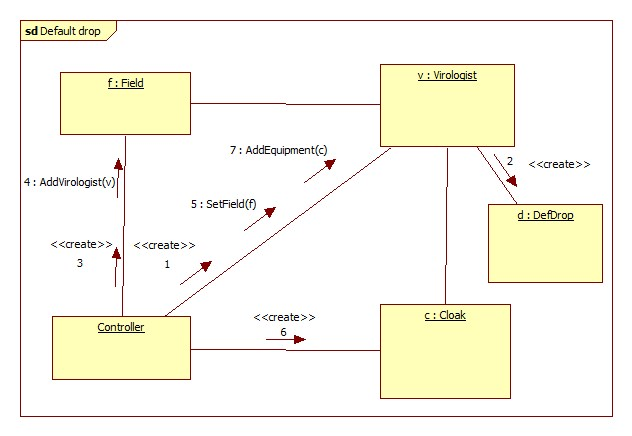 sd Default drop
f : Field
v : Virologist
7 : AddEquipment(c)
2
<<create>>
4 : AddVirologist(v)
5 : SetField(f)
d : DefDrop
<<create>>
3
<<create>>
1
Controller
<<create>>
6
c : Cloak